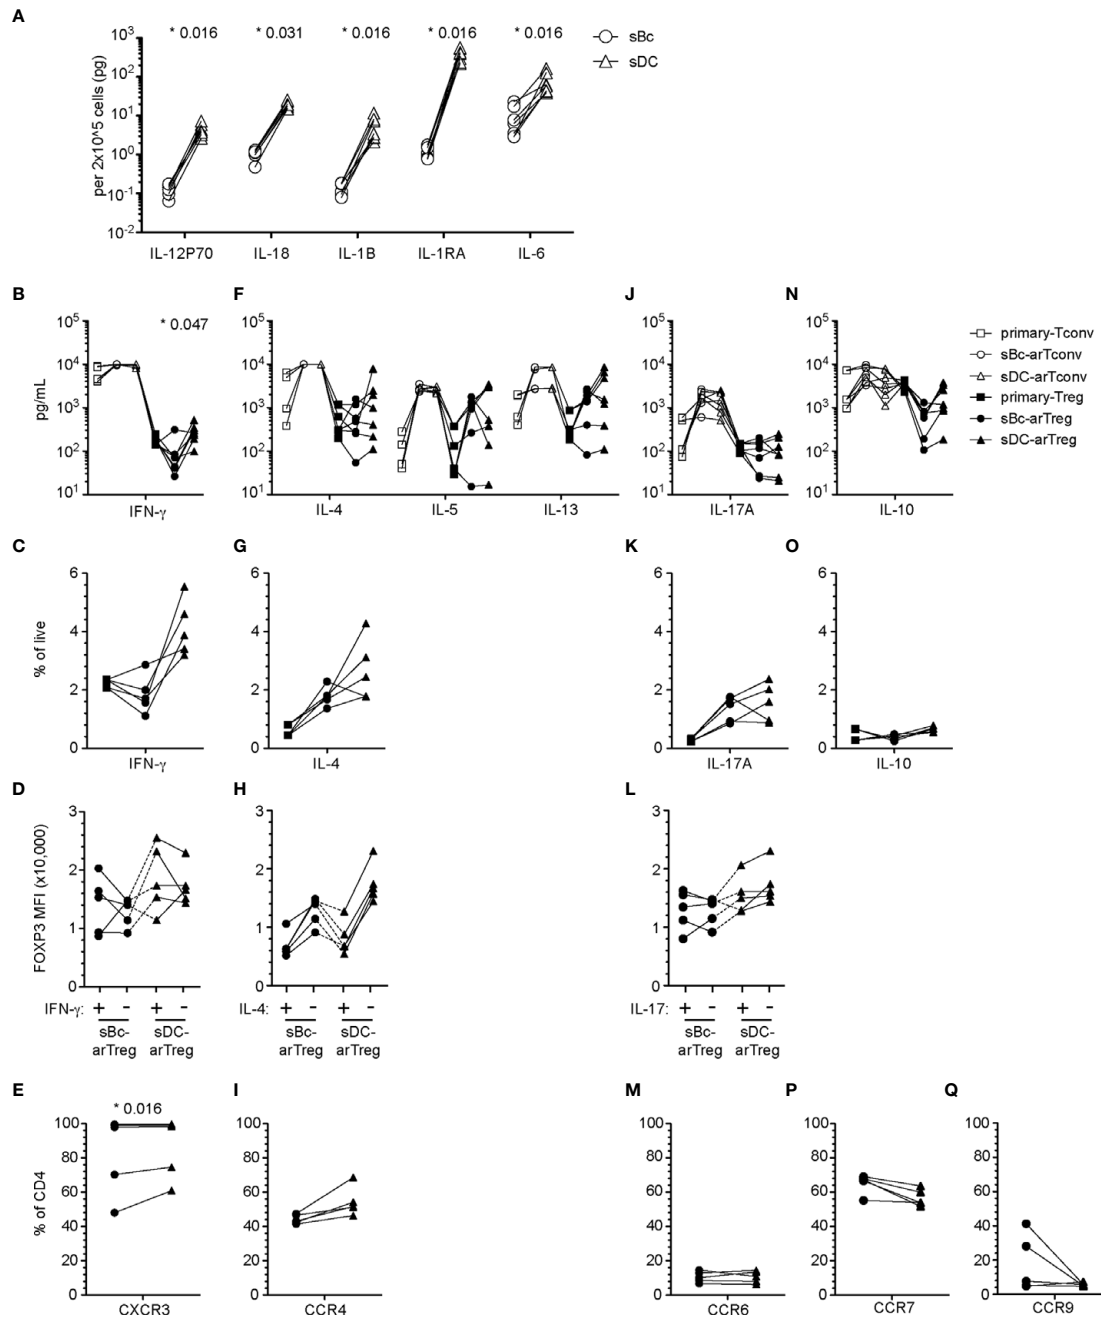 A
* 0.016 * 0.031 * 0.016 * 0.016 * 0.016
sBc
sDC
per 2x10^5 cells (pg)
10³
10²
10¹
10⁰
10⁻¹
10⁻²
IL-12P70 IL-18 IL-1B IL-1RA IL-6
B F J N
* 0.047
pg/mL
10⁵ 10⁵ 10⁵ 10⁵
10⁴ 10⁴ 10⁴ 10⁴
10³ 10³ 10³ 10³
10² 10² 10² 10²
10¹ 10¹ 10¹ 10¹
IFN-γ IL-4 IL-5 IL-13 IL-17A IL-10
primary-Tconv
sBc-arTconv
sDC-arTconv
primary-Treg
sBc-arTreg
sDC-arTreg
C G K O
% of live
6 6 6 6
4 4 4 4
2 2 2 2
0 0 0 0
IFN-γ IL-4 IL-17A IL-10
D H L
FOXP3 MFI (x10,000)
3 3 3
2 2 2
1 1 1
0 0 0
IFN-γ: + - + - IL-4: + - + - IL-17: + - + -
sBc- sDC- sBc- sDC- sBc- sDC-
arTreg arTreg arTreg arTreg arTreg arTreg
E I M P Q
* 0.016
% of CD4
100 100 100 100 100
80 80 80 80 80
60 60 60 60 60
40 40 40 40 40
20 20 20 20 20
0 0 0 0 0
CXCR3 CCR4 CCR6 CCR7 CCR9